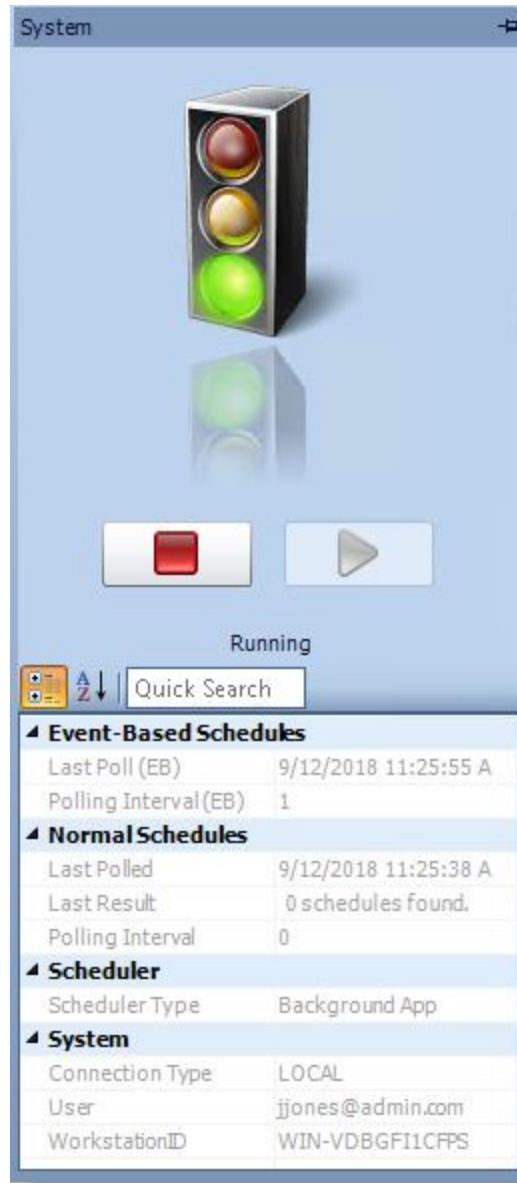 System
Running
Quick Search
Event-Based Schedules
Last Poll (EB) 9/12/2018 11:25:55 A
Polling Interval (EB) 1
Normal Schedules
Last Polled 9/12/2018 11:25:38 A
Last Result 0 schedules found.
Polling Interval 0
Scheduler
Scheduler Type Background App
System
Connection Type LOCAL
User jjones@admin.com
WorkstationID WIN-VDBGFI1CFPS